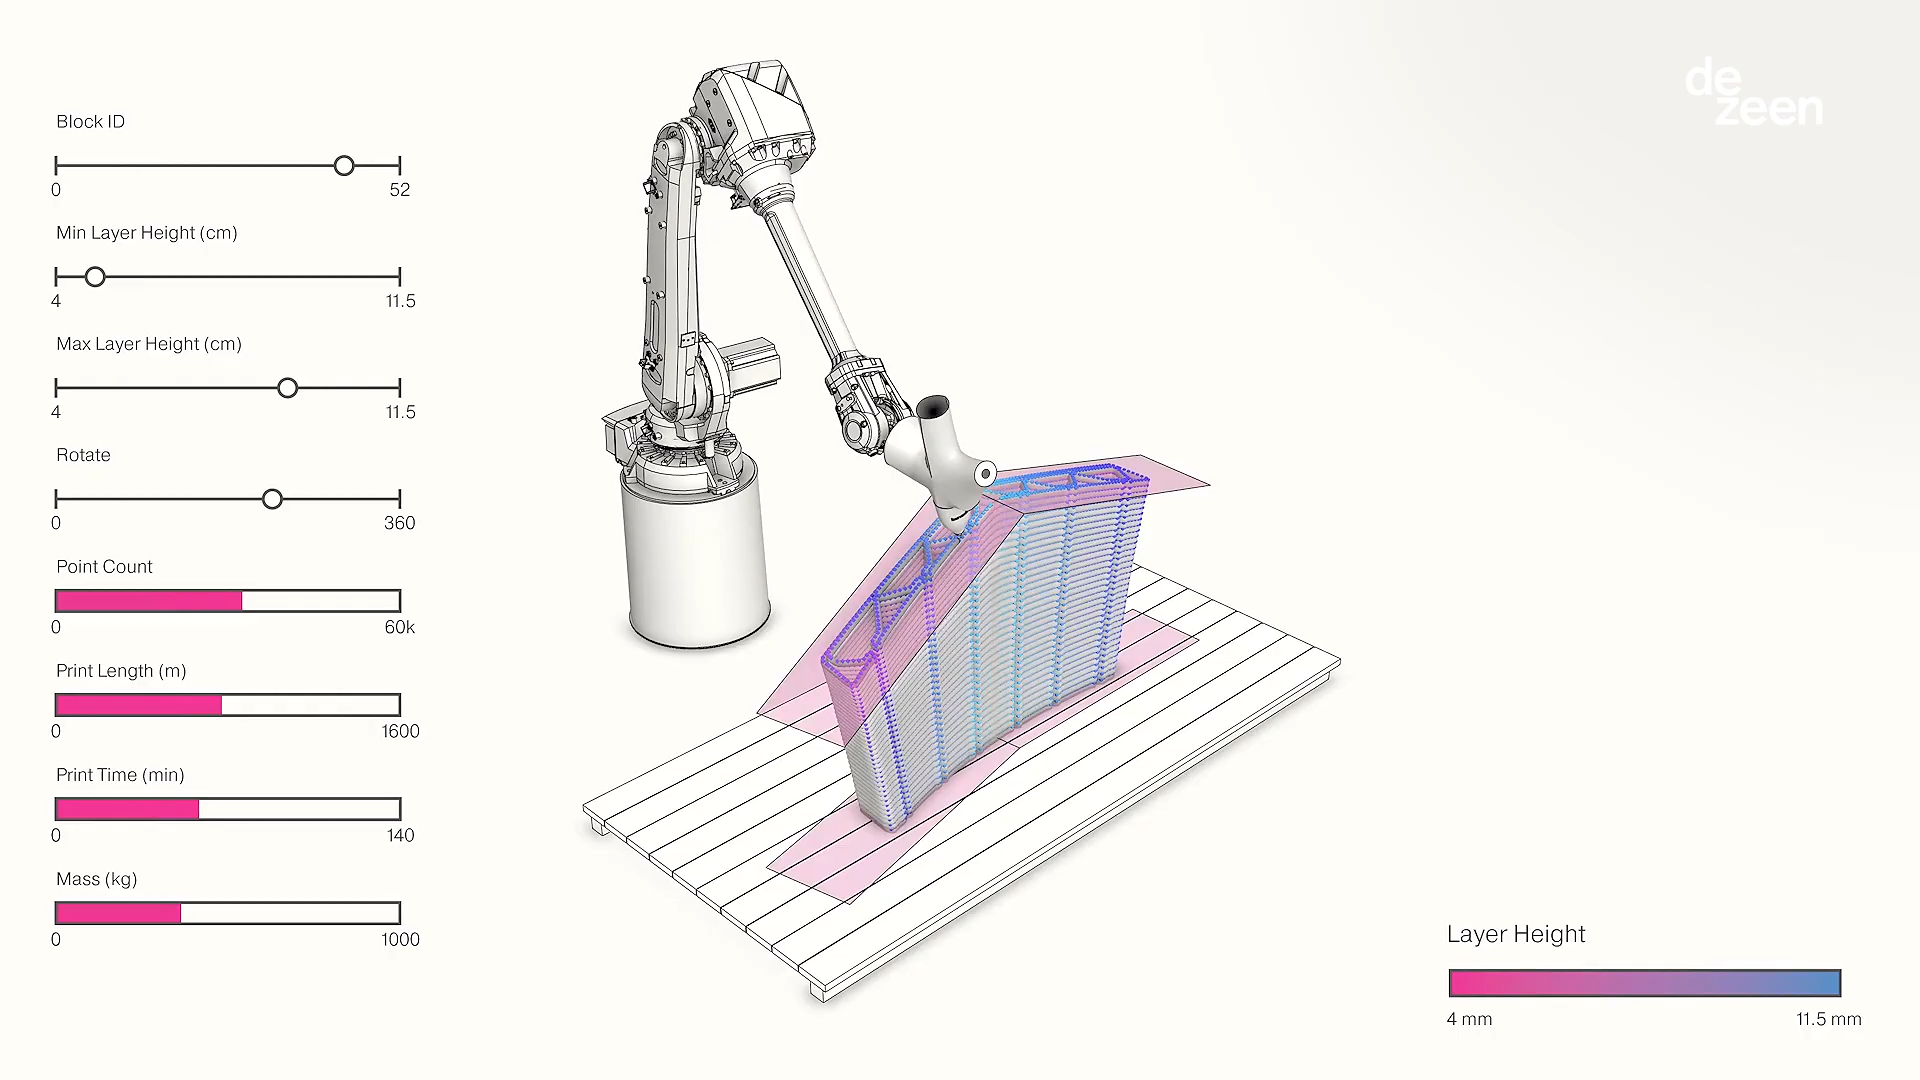 de
zeen
Block ID
0 52
Min Layer Height (cm)
4 11.5
Max Layer Height (cm)
4 11.5
Rotate
0 360
Point Count
0 60k
Print Length (m)
0 1600
Print Time (min)
0 140
Mass (kg)
0 1000
Layer Height
4 mm 11.5 mm